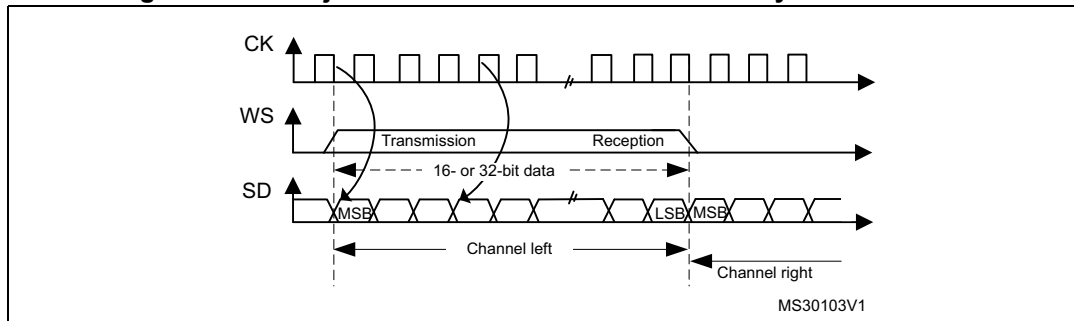 CK
WS
Transmission Reception
16- or 32-bit data
SD
MSB LSB MSB
Channel left
Channel right
MS30103V1